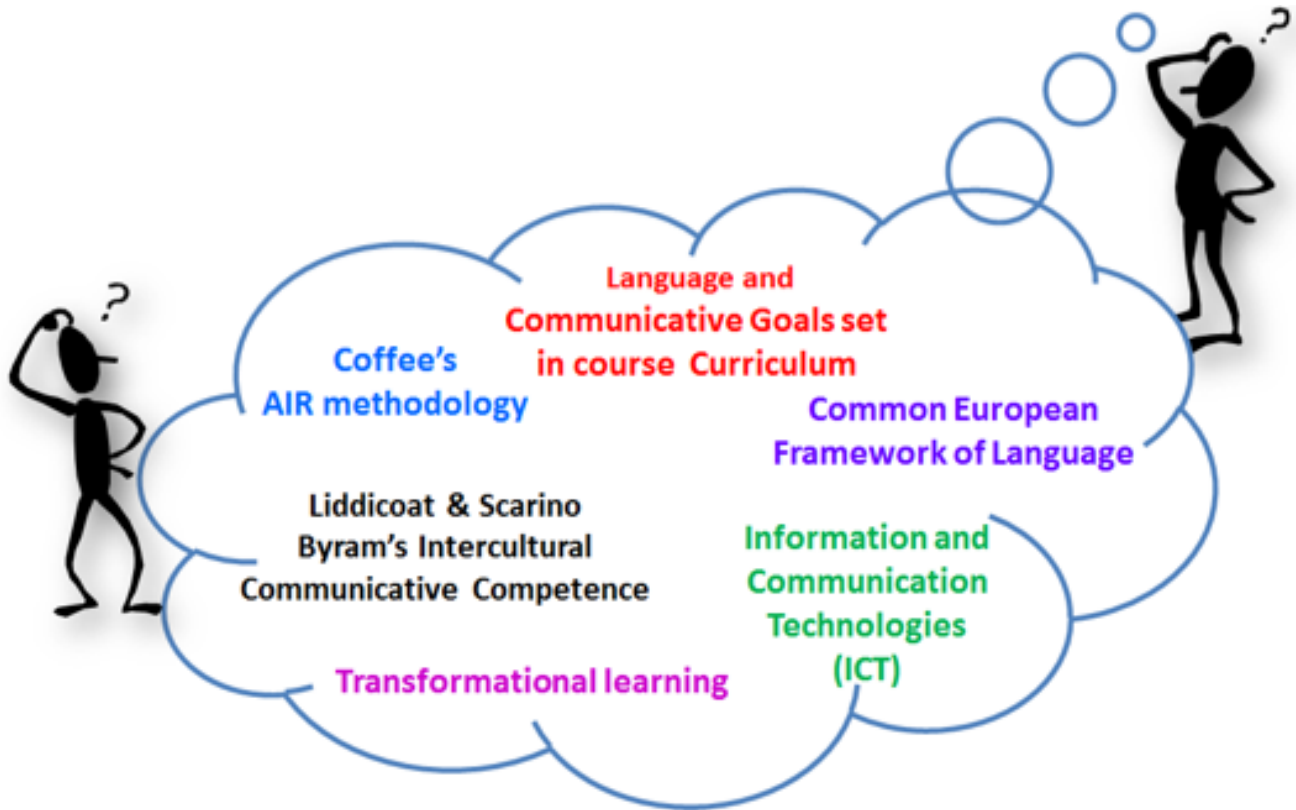 ?
?
Language and
Communicative Goals set
in course Curriculum
Coffee's
AIR methodology
Common European
Framework of Language
Liddicoat & Scarino
Byram's Intercultural
Communicative Competence
Information and
Communication
Technologies
(ICT)
Transformational learning